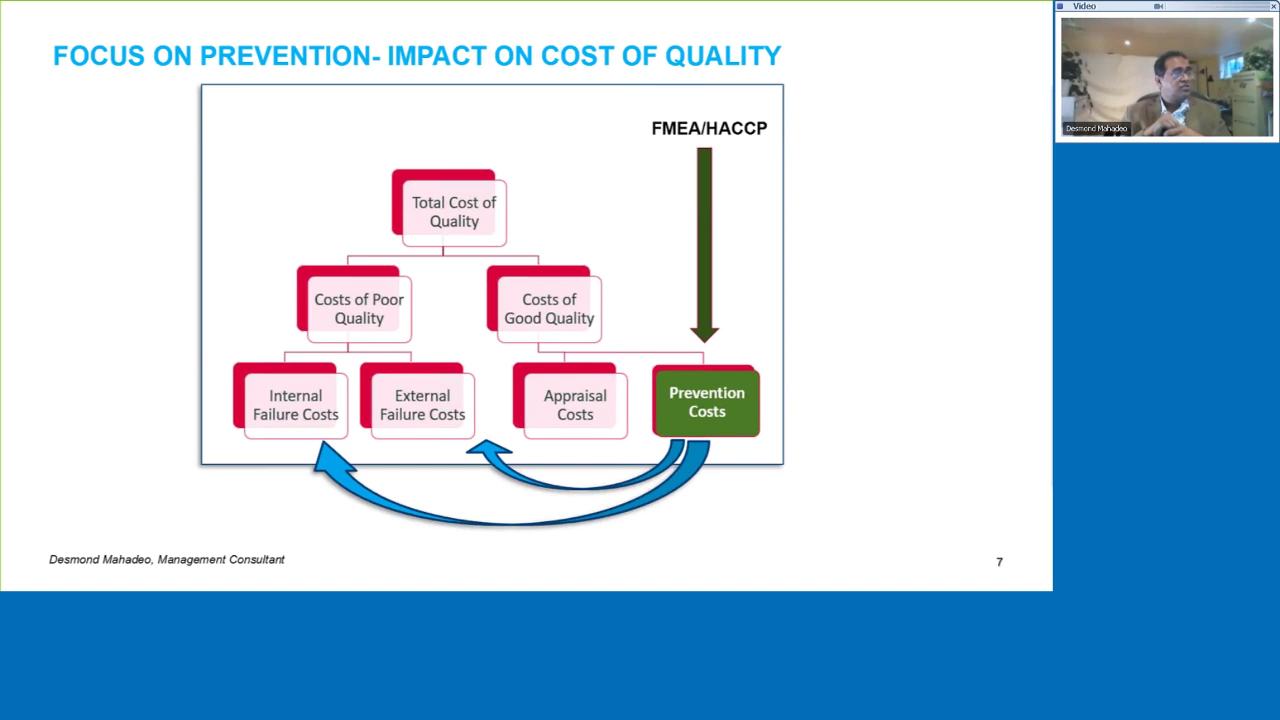 FOCUS ON PREVENTION- IMPACT ON COST OF QUALITY
FMEA/HACCP
Total Cost of
Quality
Costs of Poor
Quality
Costs of
Good Quality
Internal
Failure Costs
External
Failure Costs
Appraisal
Costs
Prevention
Costs
Desmond Mahadeo, Management Consultant
7
Video
Desmond Mahadeo